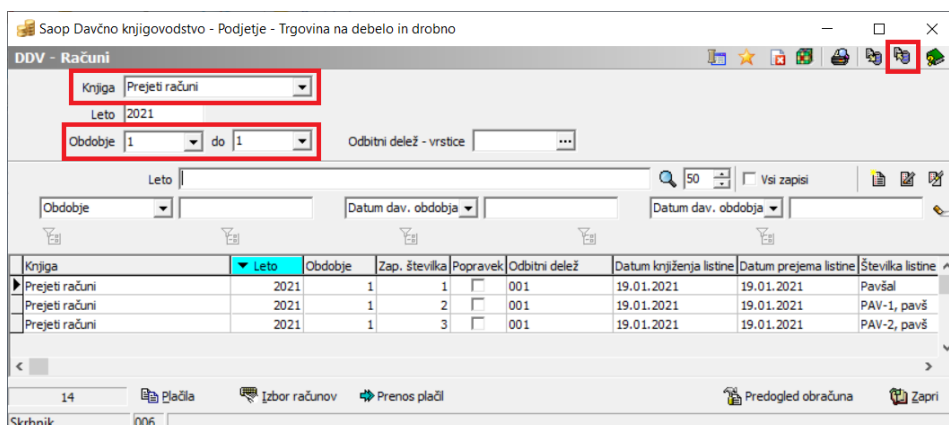 Saop Davčno knjigovodstvo - Podjetje - Trgovina na debelo in drobno
DDV - Računi
Knjiga Prejeti računi
Leto 2021
Obdobje 1 do 1 Odbitni delež - vrstice ...
Leto 50 Vsi zapisi
Obdobje Datum dav. obdobja Datum dav. obdobja
Knjiga Leto Obdobje Zap. številka Popravek Odbitni delež Datum knjiženja listine Datum prejema listine Številka listine
Prejeti računi 2021 1 1 001 19.01.2021 19.01.2021 Pavšal
Prejeti računi 2021 1 2 001 19.01.2021 19.01.2021 PAV-1, pavš
Prejeti računi 2021 1 3 001 19.01.2021 19.01.2021 PAV-2, pavš
14 Plačila Izbor računov Prenos plačil Predogled obračuna Zapri
Skrbnik 006